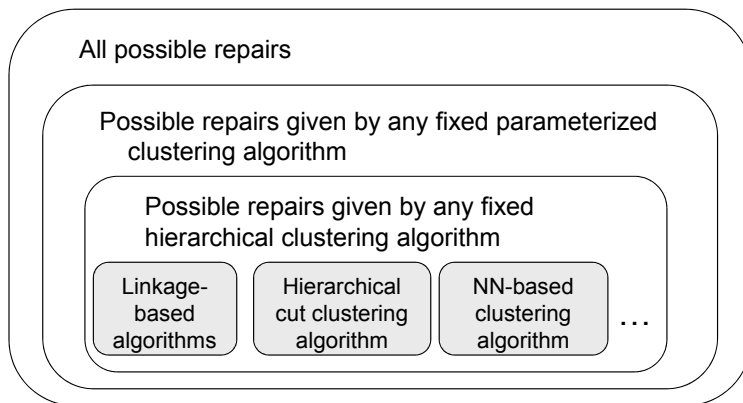 All possible repairs
Possible repairs given by any fixed parameterized
clustering algorithm
Possible repairs given by any fixed
hierarchical clustering algorithm
Linkage-
based
algorithms
Hierarchical
cut clustering
algorithm
NN-based
clustering
algorithm
...